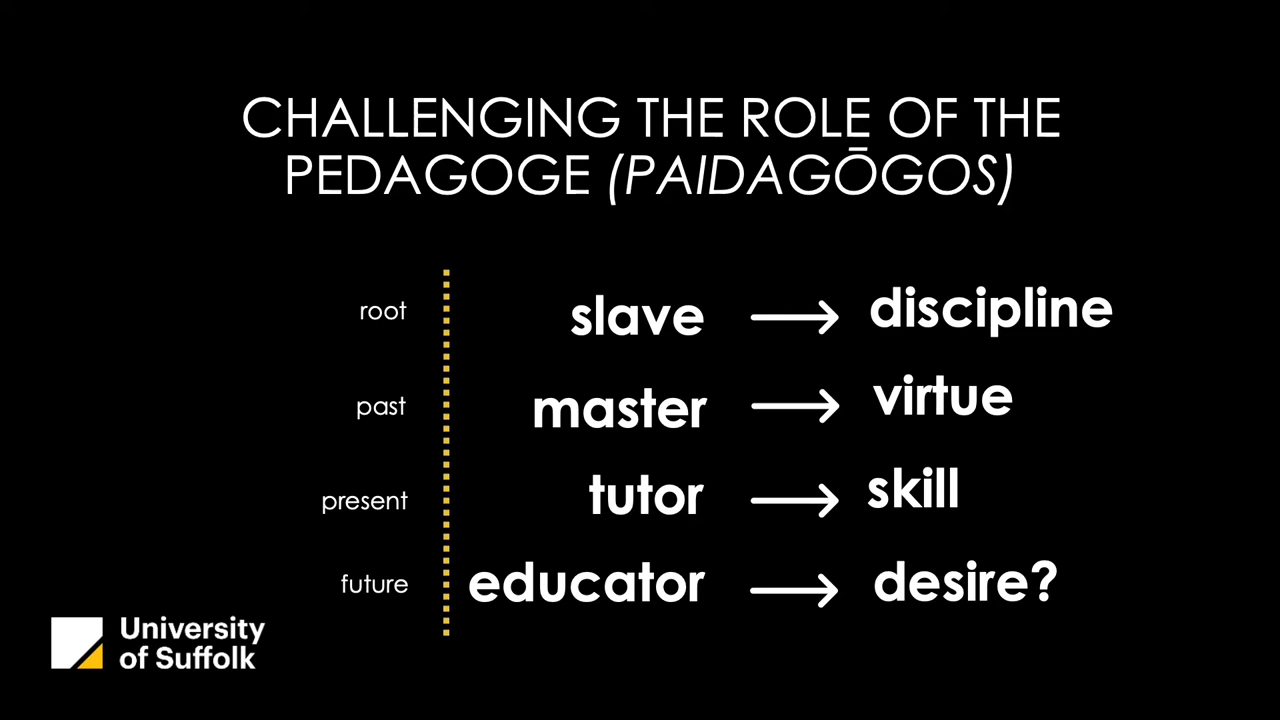 CHALLENGING THE ROLE OF THE
PEDAGOGE (PAIDAGŌGOS)
root slave → discipline
past master → virtue
present tutor → skill
future educator → desire?
University
of Suffolk